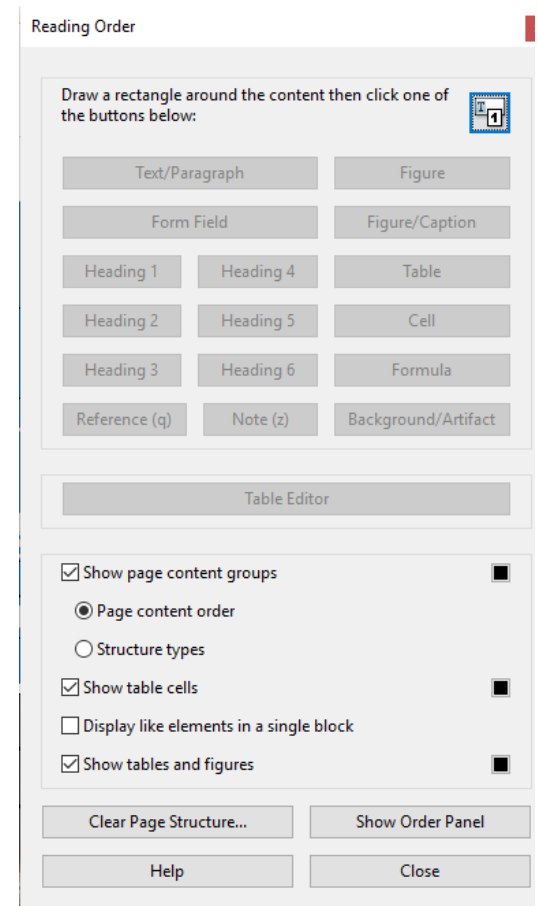 Reading Order
Draw a rectangle around the content then click one of
the buttons below:
T
1
Text/Paragraph Figure
Form Field Figure/Caption
Heading 1 Heading 4 Table
Heading 2 Heading 5 Cell
Heading 3 Heading 6 Formula
Reference (q) Note (z) Background/Artifact
Table Editor
Show page content groups
Page content order
Structure types
Show table cells
Display like elements in a single block
Show tables and figures
Clear Page Structure... Show Order Panel
Help Close